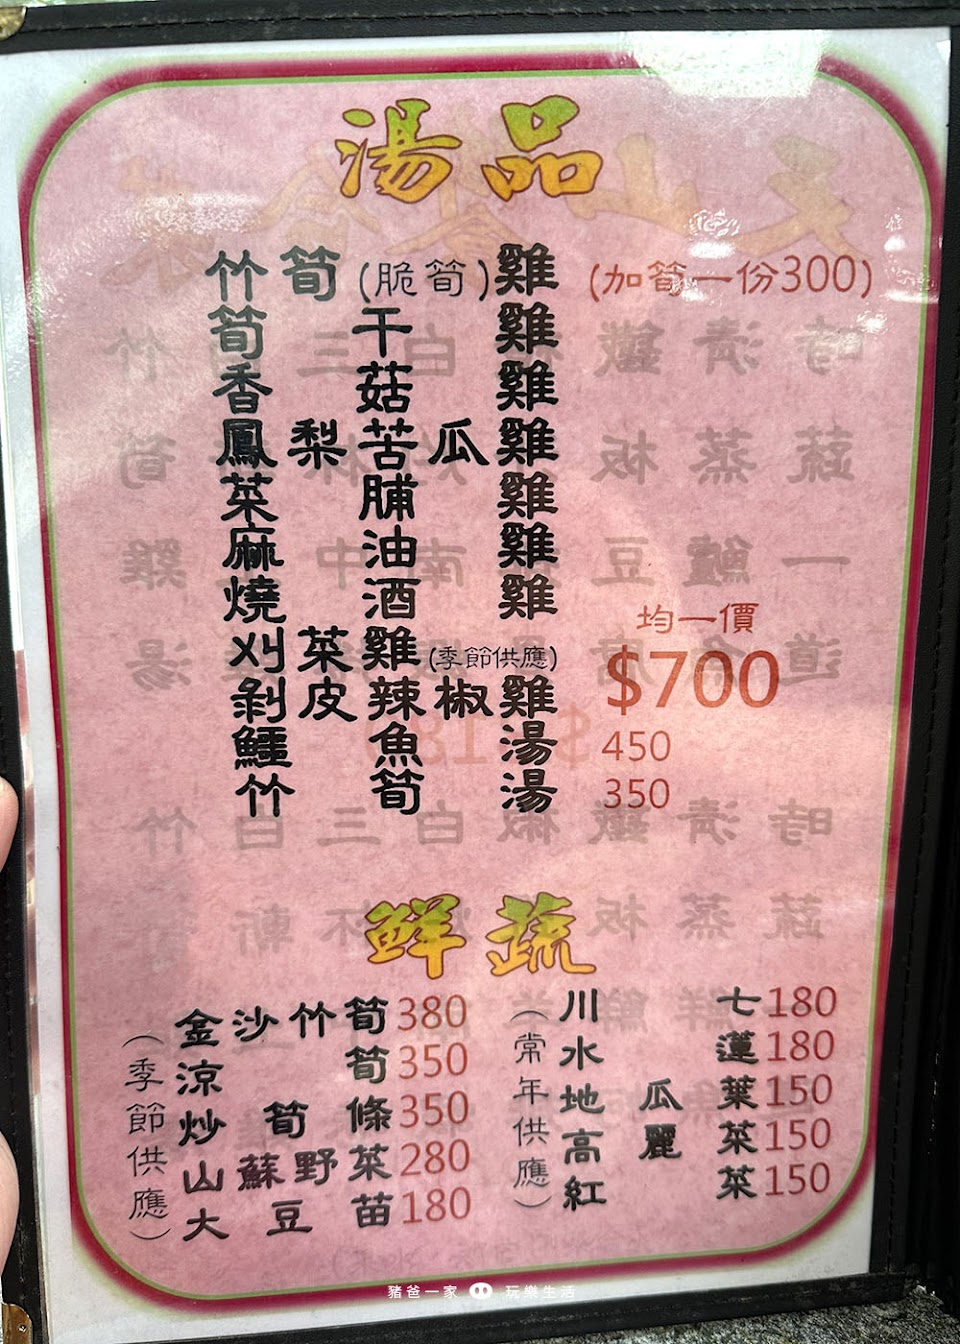 湯品
竹筍(脆筍)雞 (加筍一份300)
筍干雞
香菇雞
鳳梨苦瓜雞
菜脯雞
麻油雞
燒酒雞
均一價
刈菜雞(季節供應)
$700
剝皮辣椒雞
鱷魚湯 450
竹筍湯 350
鮮蔬
(季節供應)
金沙竹筍380
涼筍350
炒筍條350
山蘇野菜280
大豆苗180
(常年供應)
川七180
水蓮180
地瓜葉150
高麗菜150
紅菜150
豬爸一家 玩樂生活